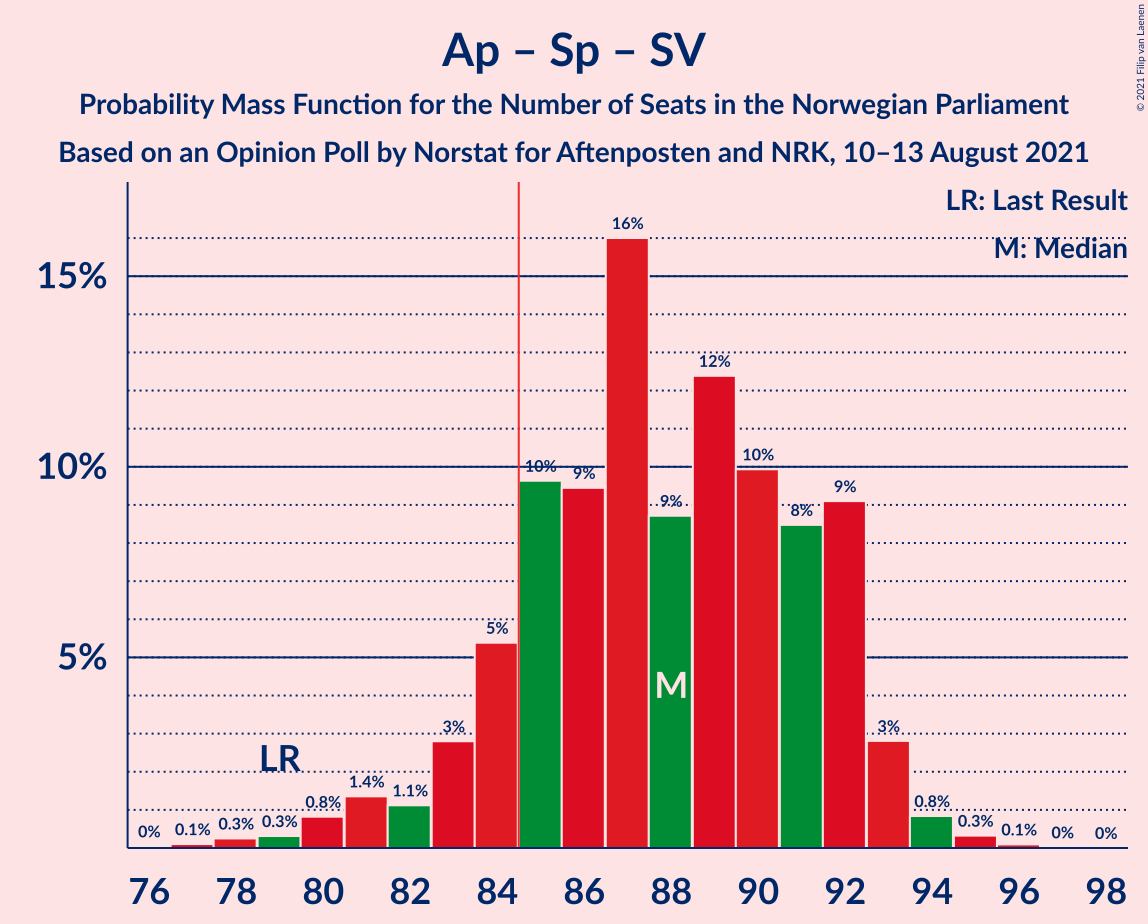 Ap – Sp – SV
Probability Mass Function for the Number of Seats in the Norwegian Parliament
Based on an Opinion Poll by Norstat for Aftenposten and NRK, 10–13 August 2021
© 2021 Filip van Laenen
LR: Last Result
M: Median
15%
10%
5%
0%
0.1%
0.3%
0.3%
0.8%
1.4%
1.1%
3%
5%
10%
9%
16%
9%
12%
10%
8%
9%
3%
0.8%
0.3%
0.1%
0%
0%
LR
M
76 78 80 82 84 86 88 90 92 94 96 98